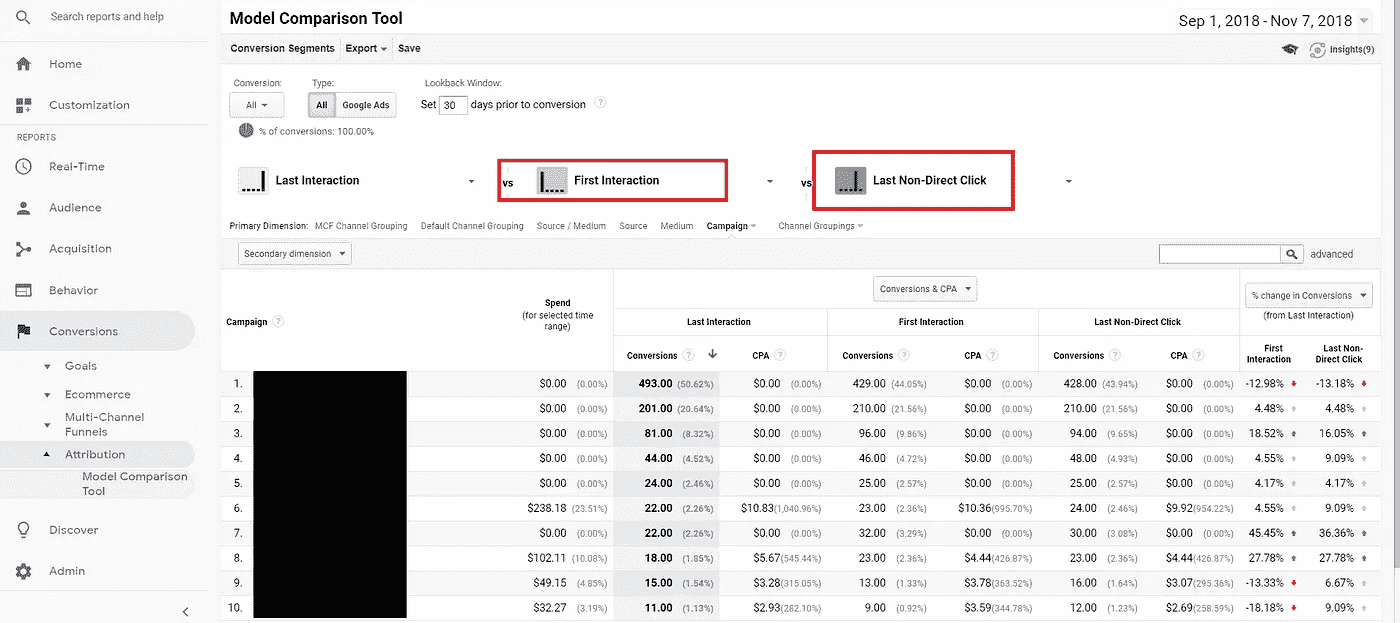 Search reports and help
Home
Customization
REPORTS
Real-Time
Audience
Acquisition
Behavior
Conversions
Goals
Ecommerce
Multi-Channel
Funnels
Attribution
Model Comparison
Tool
Discover
Admin
Model Comparison Tool
Sep 1, 2018 - Nov 7, 2018
Conversion Segments Export Save
Insights(9)
Conversion: Type: Lookback Window:
All All Google Ads Set 30 days prior to conversion ?
% of conversions: 100.00%
Last Interaction vs First Interaction vs Last Non-Direct Click
Primary Dimension: MCF Channel Grouping Default Channel Grouping Source / Medium Source Medium Campaign Channel Groupings
Secondary dimension advanced
Conversions & CPA % change in Conversions
(from Last Interaction)
Campaign ? Spend
(for selected time
range)
Last Interaction First Interaction Last Non-Direct Click
Conversions ? CPA ? Conversions ? CPA ? Conversions ? CPA ? First
Interaction Last Non-
Direct Click
1. $0.00 (0.00%) 493.00 (50.62%) $0.00 (0.00%) 429.00 (44.05%) $0.00 (0.00%) 428.00 (43.94%) $0.00 (0.00%) -12.98% -13.18%
2. $0.00 (0.00%) 201.00 (20.64%) $0.00 (0.00%) 210.00 (21.56%) $0.00 (0.00%) 210.00 (21.56%) $0.00 (0.00%) 4.48% 4.48%
3. $0.00 (0.00%) 81.00 (8.32%) $0.00 (0.00%) 96.00 (9.86%) $0.00 (0.00%) 94.00 (9.65%) $0.00 (0.00%) 18.52% 16.05%
4. $0.00 (0.00%) 44.00 (4.52%) $0.00 (0.00%) 46.00 (4.72%) $0.00 (0.00%) 48.00 (4.93%) $0.00 (0.00%) 4.55% 9.09%
5. $0.00 (0.00%) 24.00 (2.46%) $0.00 (0.00%) 25.00 (2.57%) $0.00 (0.00%) 25.00 (2.57%) $0.00 (0.00%) 4.17% 4.17%
6. $238.18 (23.51%) 22.00 (2.26%) $10.83 (1,040.96%) 23.00 (2.36%) $10.36 (995.70%) 24.00 (2.46%) $9.92 (954.22%) 4.55% 9.09%
7. $0.00 (0.00%) 22.00 (2.26%) $0.00 (0.00%) 32.00 (3.29%) $0.00 (0.00%) 30.00 (3.08%) $0.00 (0.00%) 45.45% 36.36%
8. $102.11 (10.08%) 18.00 (1.85%) $5.67 (545.44%) 23.00 (2.36%) $4.44 (426.87%) 23.00 (2.36%) $4.44 (426.87%) 27.78% 27.78%
9. $49.15 (4.85%) 15.00 (1.54%) $3.28 (315.05%) 13.00 (1.33%) $3.78 (363.52%) 16.00 (1.64%) $3.07 (295.36%) -13.33% 6.67%
10. $32.27 (3.19%) 11.00 (1.13%) $2.93 (282.10%) 9.00 (0.92%) $3.59 (344.78%) 12.00 (1.23%) $2.69 (258.59%) -18.18% 9.09%